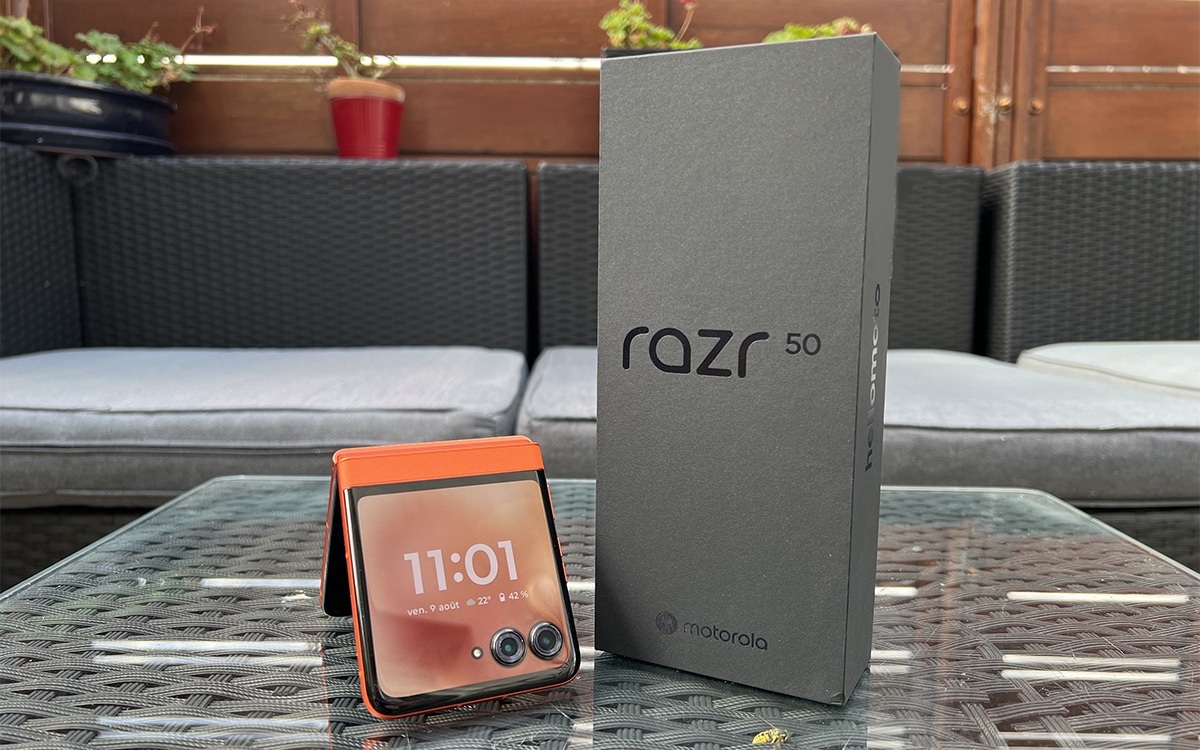 11:01
ven. 9 août 22° 42 %
razr 50
motorola
hellomoto